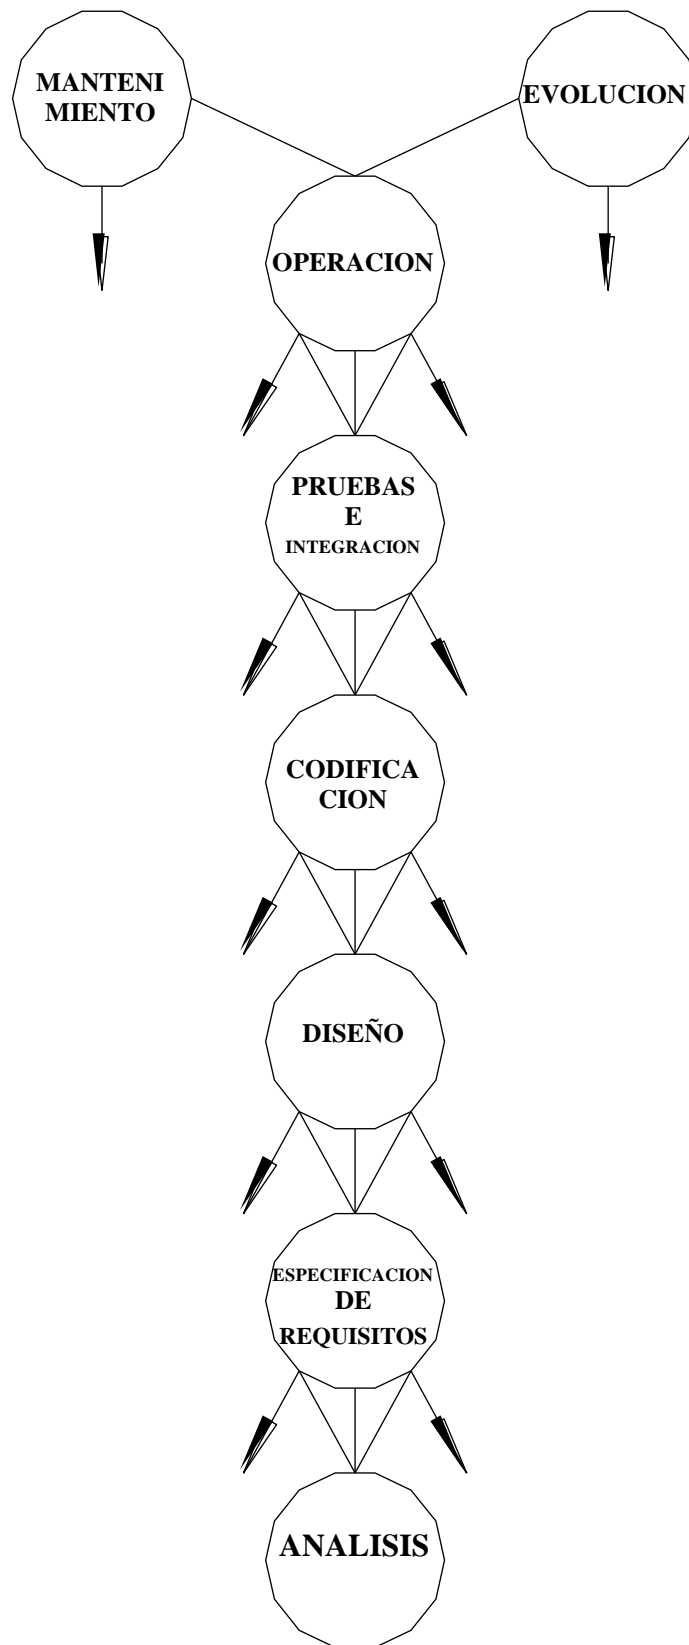 MANTENI
MIENTO
EVOLUCION
OPERACION
PRUEBAS
E
INTEGRACION
CODIFICA
CION
DISEÑO
ESPECIFICACION
DE
REQUISITOS
ANALISIS